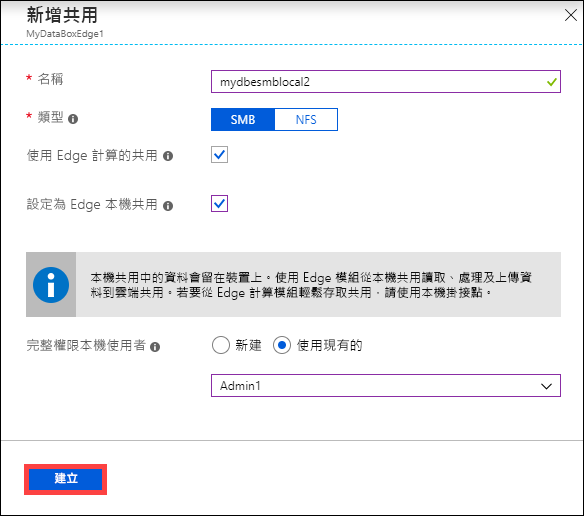 新增共用
MyDataBoxEdge1
* 名稱
mydbesmblocal2
* 類型
SMB
NFS
使用 Edge 計算的共用
設定為 Edge 本機共用
本機共用中的資料會留在裝置上。使用 Edge 模組從本機共用讀取、處理及上傳資
料到雲端共用。若要從 Edge 計算模組輕鬆存取共用，請使用本機掛接點。
完整權限本機使用者
新建
使用現有的
Admin1
建立